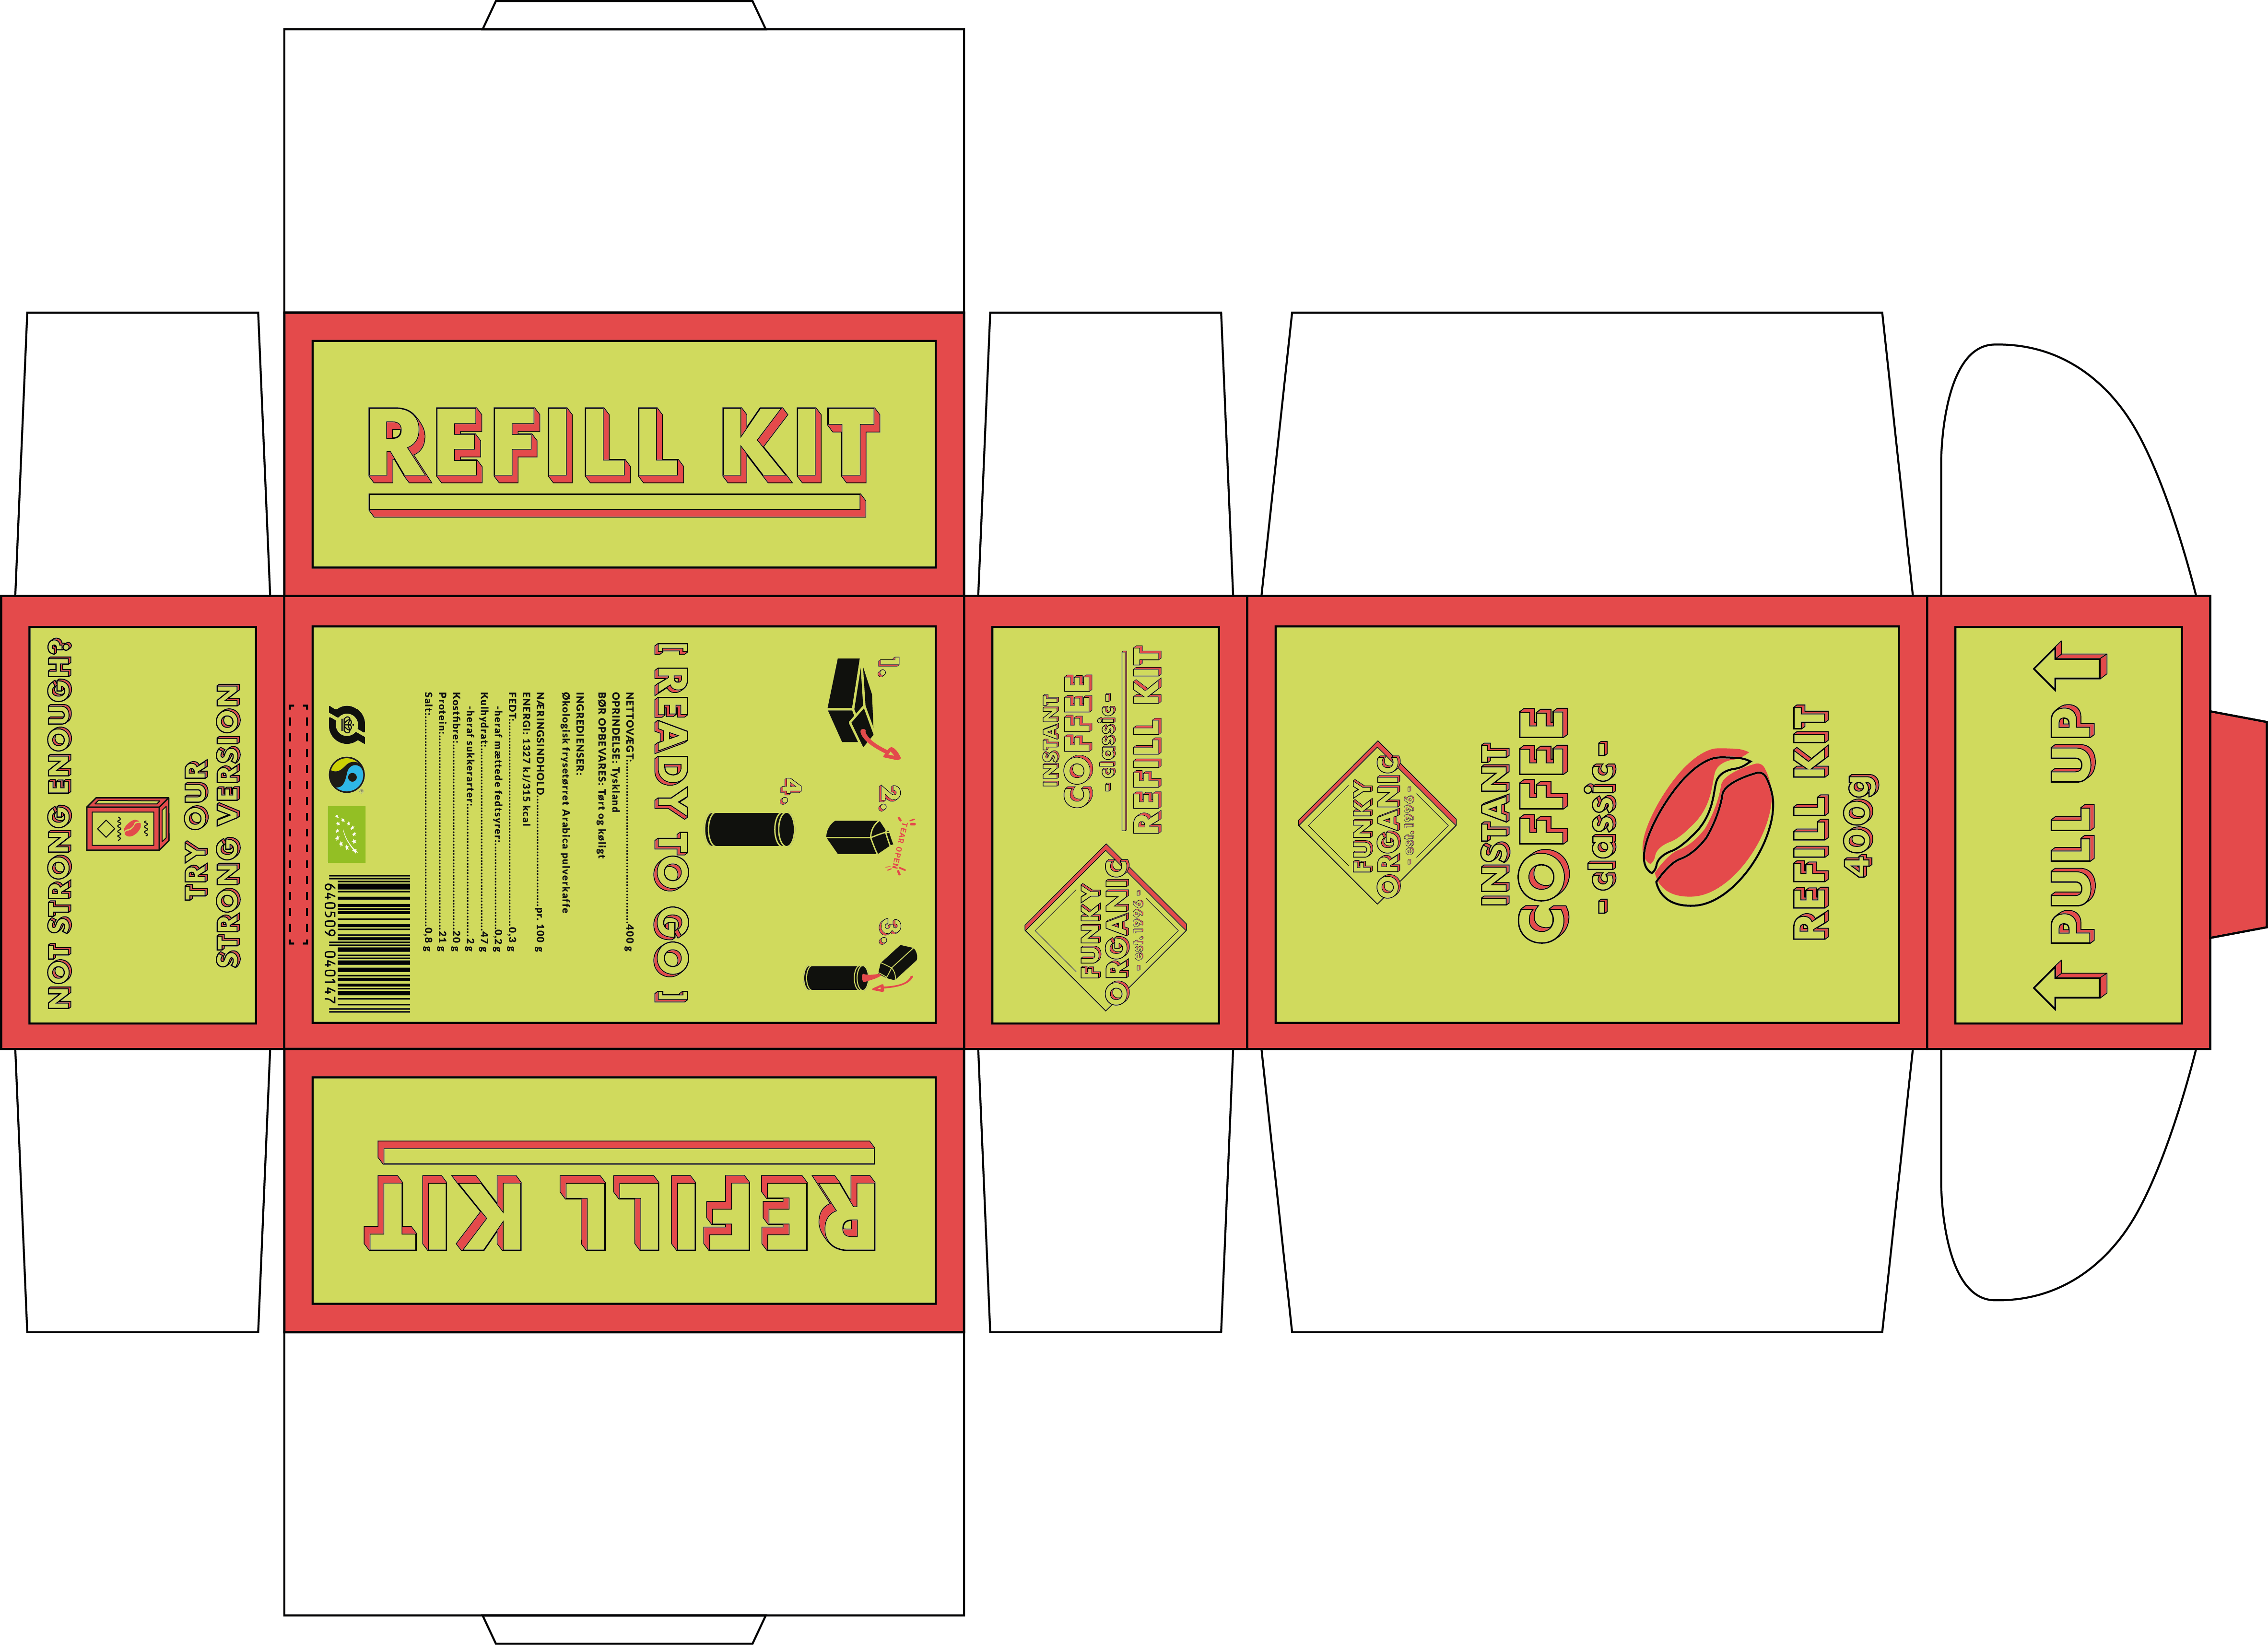 REFILL KIT
NOT STRONG ENOUGH?
TRY OUR
STRONG VERSION
1.
2.
TEAR OPEN
3.
4.
[ READY TO GO ]
NETTOVÆGT:..............................400 g
OPRINDELSE: Tyskland
BØR OPBEVARES: Tørt og køligt
INGREDIENSER:
Økologisk frysetørret Arabica pulverkaffe
NÆRINGSINDHOLD..................pr. 100 g
ENERGI: 1327 kJ/315 kcal
FEDT:..............................0,3 g
-heraf mættede fedtsyrer:..................0,2 g
Kulhydrat:..............................47 g
-heraf sukkerarter:..............................2 g
Kostfibre:..............................20 g
Protein:..............................21 g
Salt:..............................0,8 g
640509 040147
INSTANT
COFFEE
- classic -
REFILL KIT
FUNKY
ORGANIC
- est.1996 -
FUNKY
ORGANIC
- est.1996 -
INSTANT
COFFEE
- classic -
REFILL KIT
400g
PULL UP
REFILL KIT